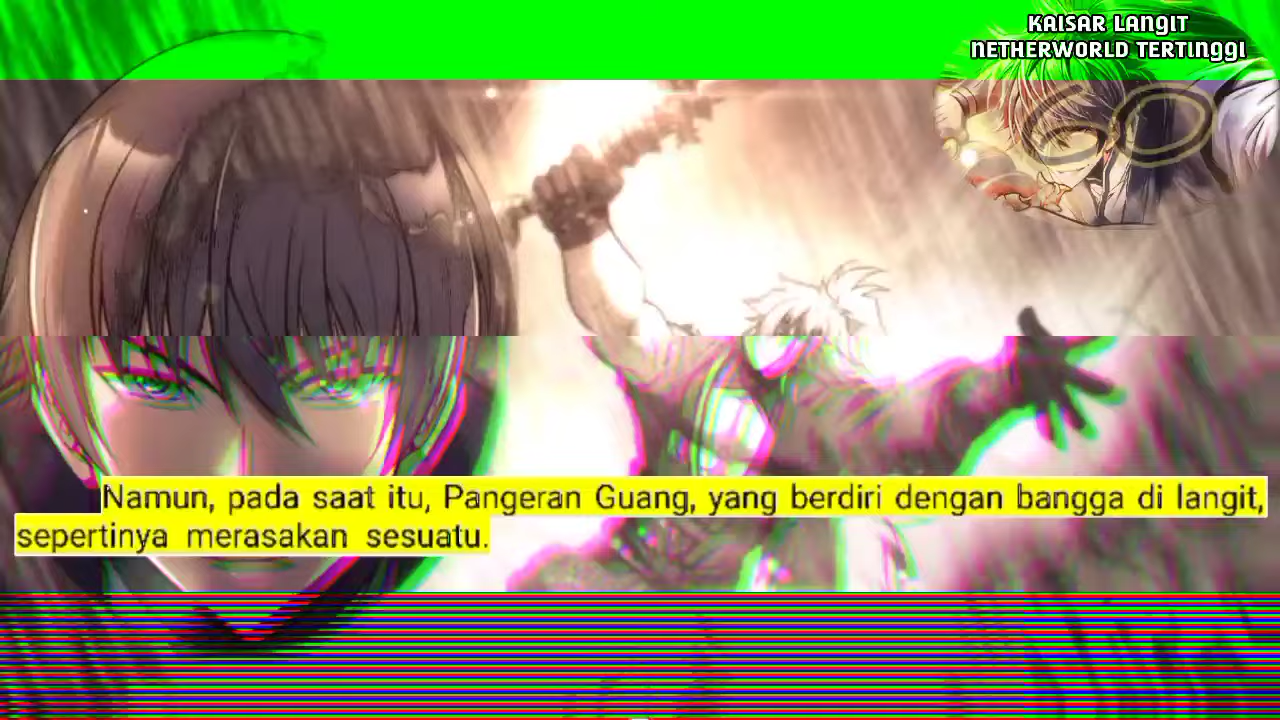 KAISAR LANGIT
NETHERWORLD TERTINGGI
60
Namun, pada saat itu, Pangeran Guang, yang berdiri dengan bangga di langit,
sepertinya merasakan sesuatu.